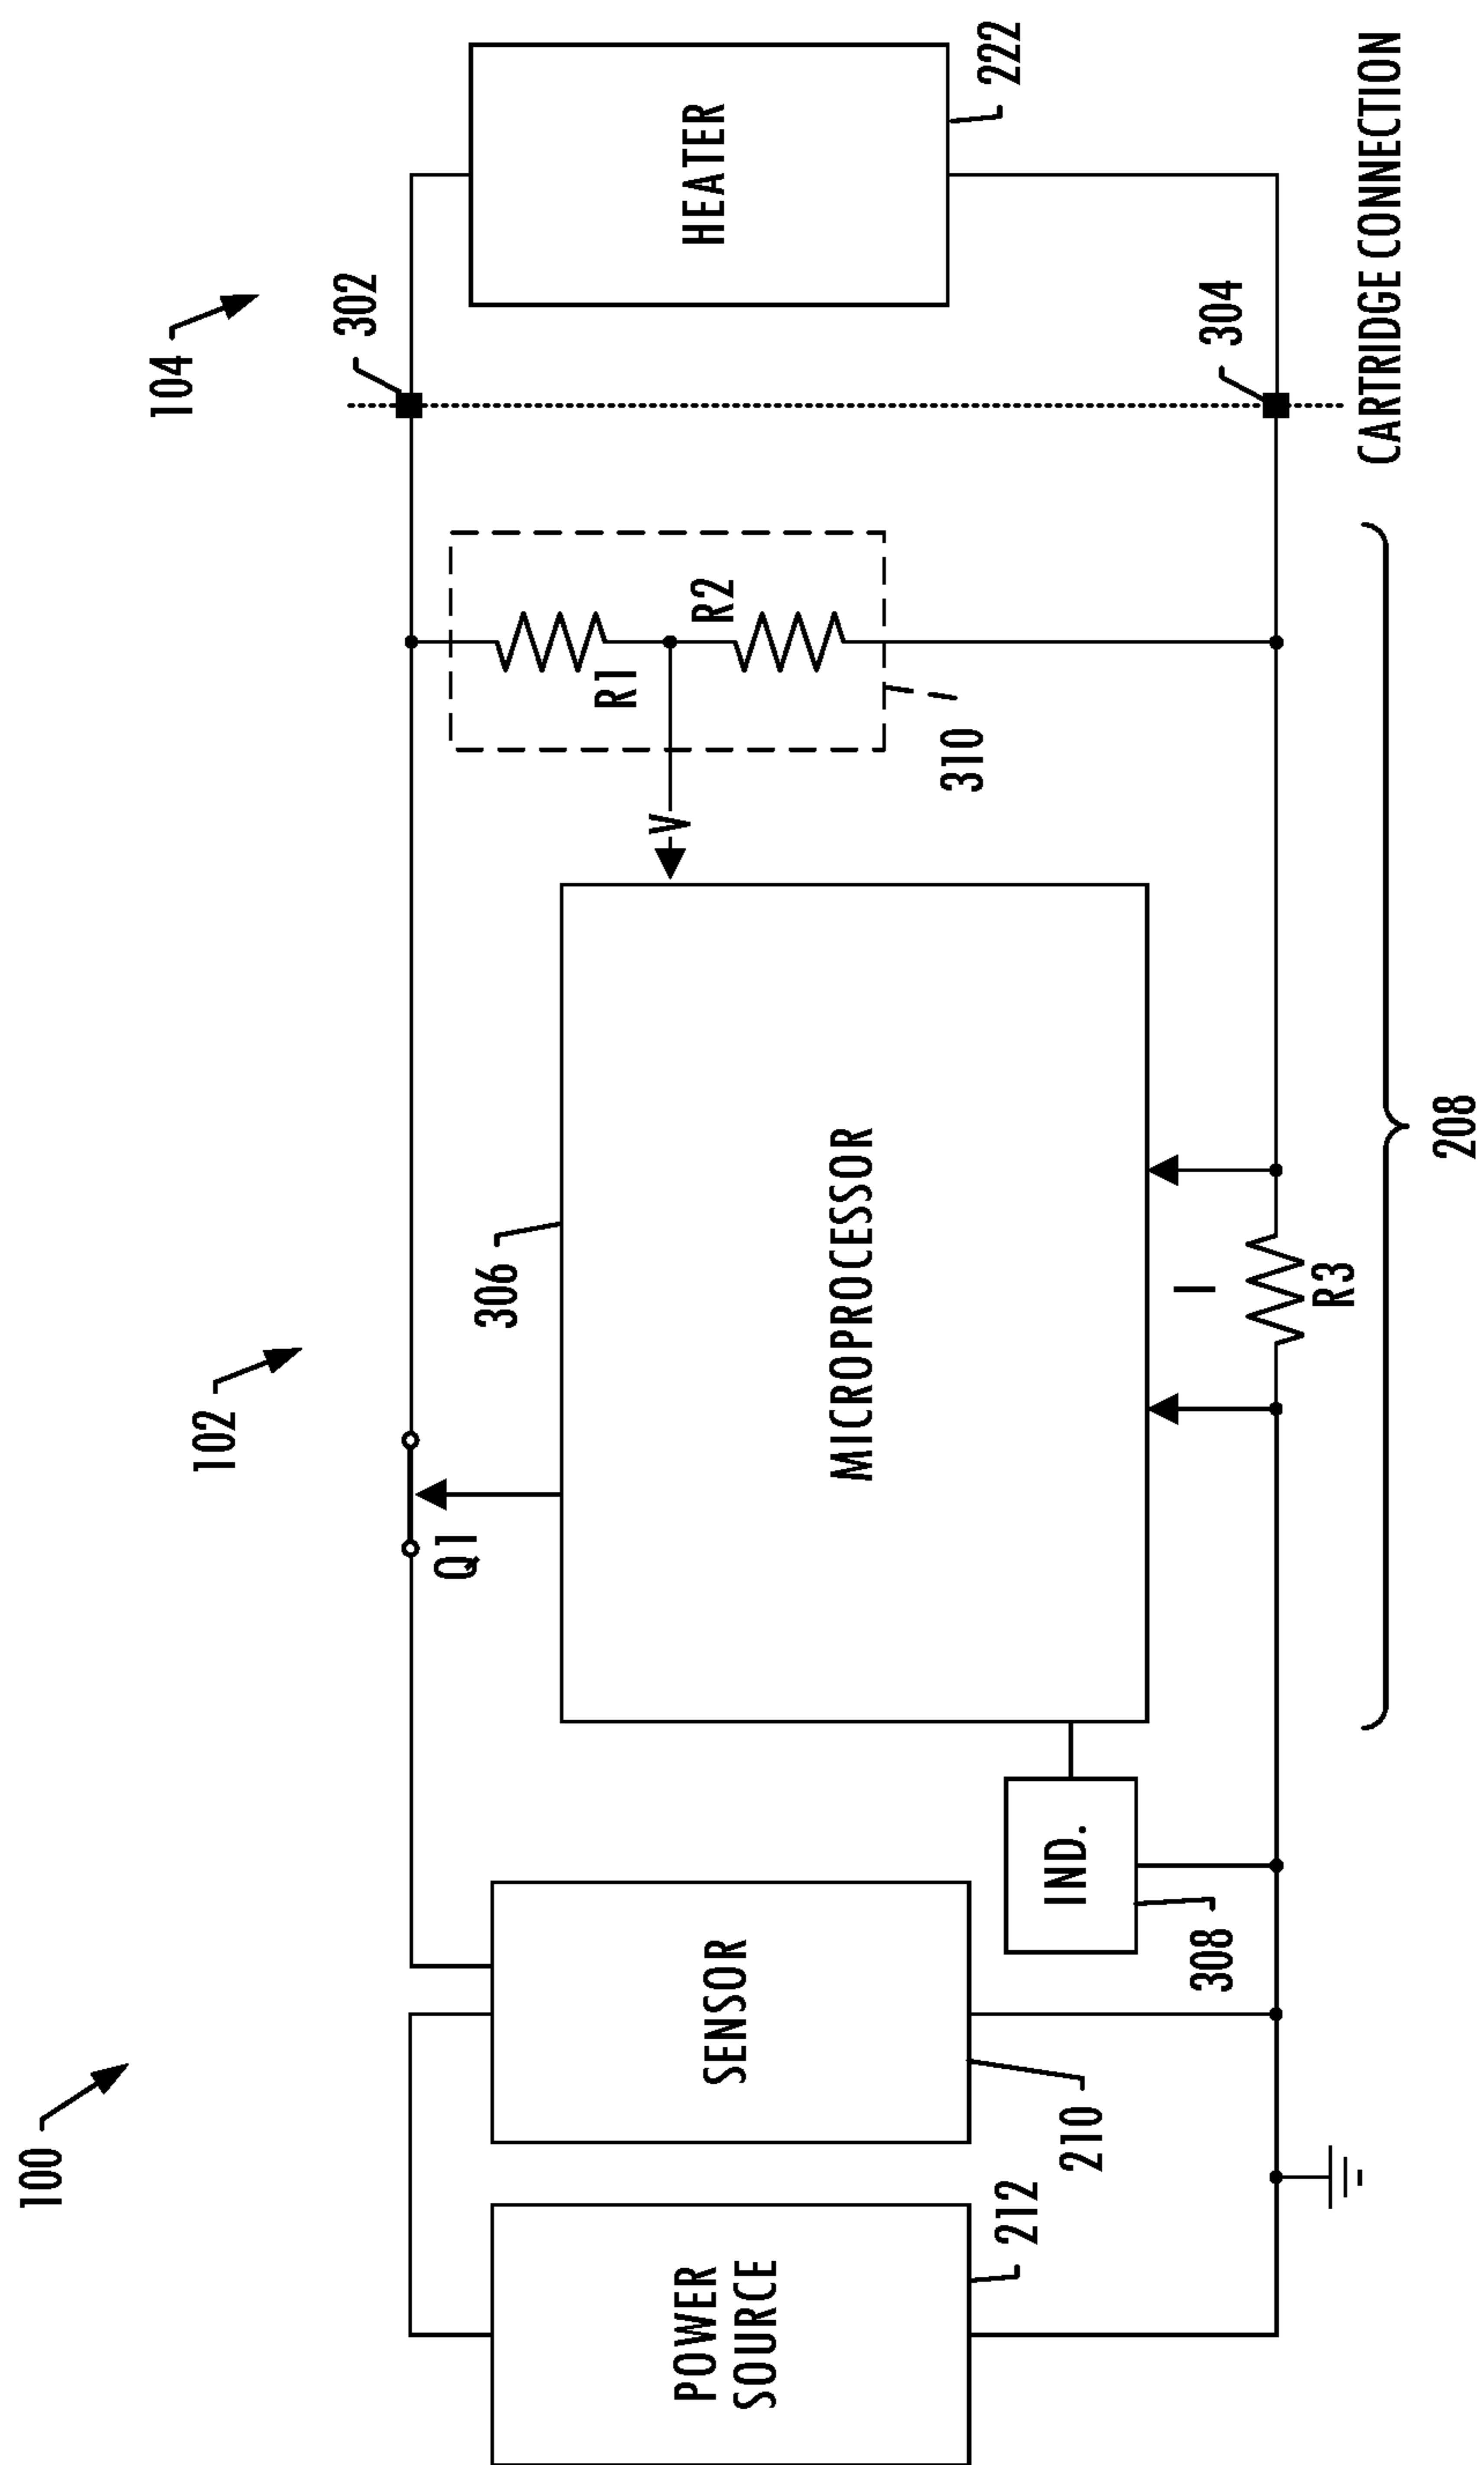 100
102
104
302
Q1
306
R1
R2
V
310
POWER
SOURCE
212
SENSOR
210
IND.
308
MICROPROCESSOR
I
R3
HEATER
222
304
208
CARTRIDGE CONNECTION